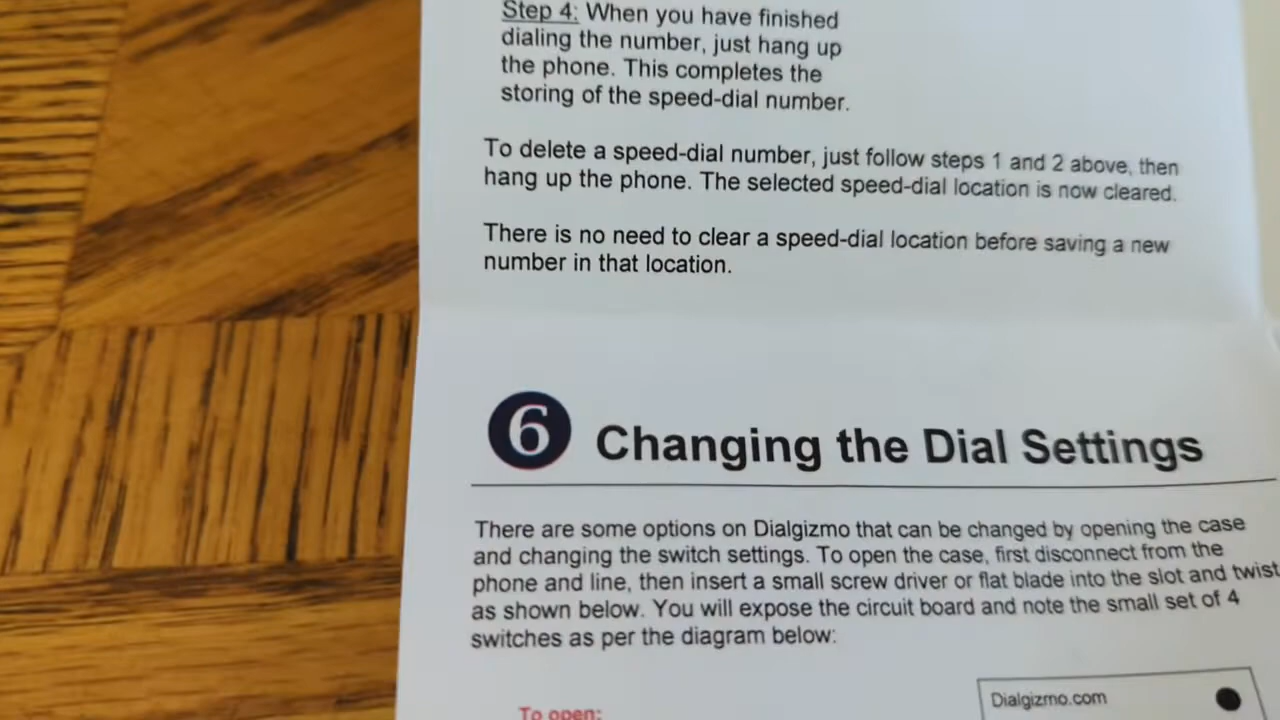 Step 4: When you have finished
dialing the number, just hang up
the phone. This completes the
storing of the speed-dial number.
To delete a speed-dial number, just follow steps 1 and 2 above, then
hang up the phone. The selected speed-dial location is now cleared.
There is no need to clear a speed-dial location before saving a new
number in that location.
6 Changing the Dial Settings
There are some options on Dialgizmo that can be changed by opening the case
and changing the switch settings. To open the case, first disconnect from the
phone and line, then insert a small screw driver or flat blade into the slot and twist
as shown below. You will expose the circuit board and note the small set of 4
switches as per the diagram below:
Dialgizmo.com
To open: